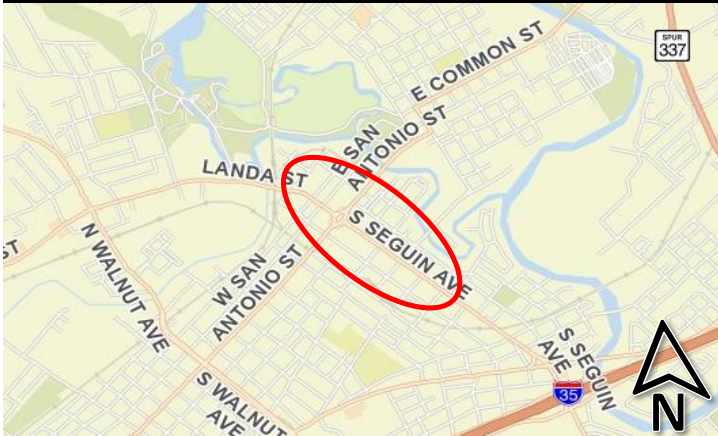 SPUR
337
E COMMON ST
E SAN
ANTONIO ST
LANDA ST
ST
S SEGUIN AVE
N WALNUT AVE
W SAN
ANTONIO ST
S SEGUIN
AVE
S WALNUT
AVE
35
N